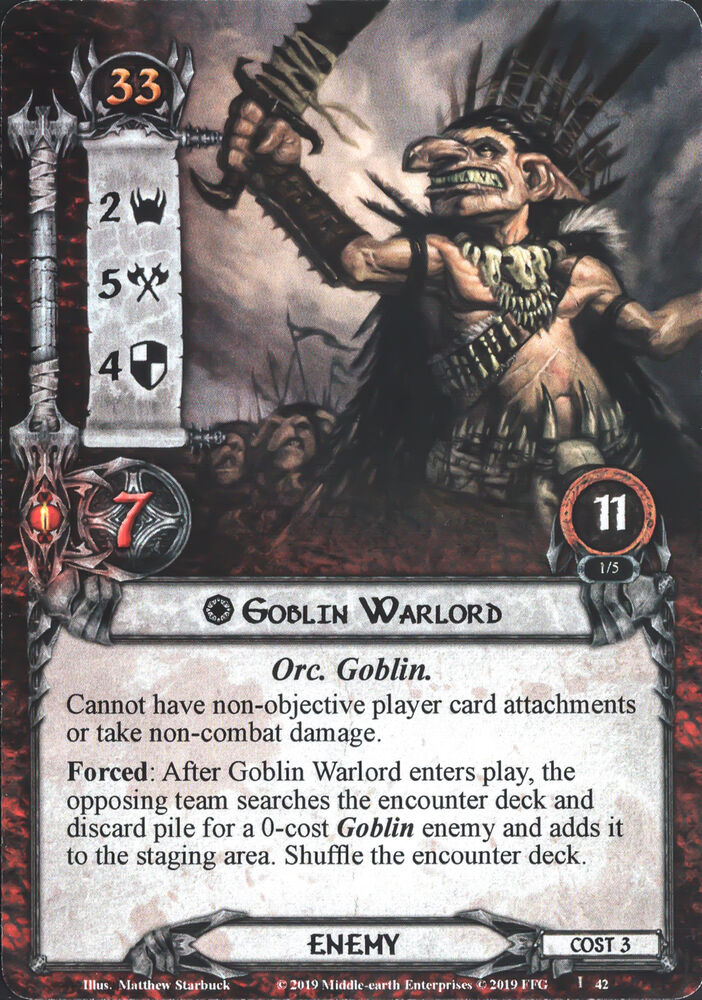 33
2
5
4
7
11
1/5
Goblin Warlord
Orc. Goblin.
Cannot have non-objective player card attachments
or take non-combat damage.
Forced: After Goblin Warlord enters play, the
opposing team searches the encounter deck and
discard pile for a 0-cost Goblin enemy and adds it
to the staging area. Shuffle the encounter deck.
ENEMY
COST 3
Illus. Matthew Starbuck
© 2019 Middle-earth Enterprises © 2019 FFG
42